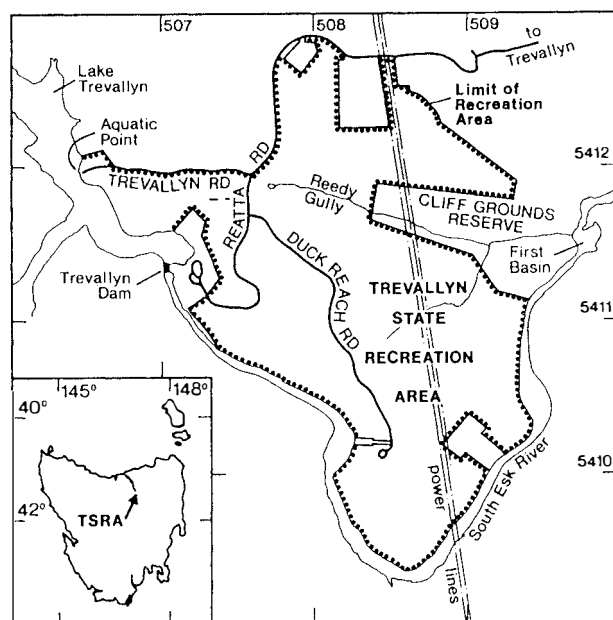 507
508
509
to
Trevallyn
Lake
Trevallyn
Limit of
Recreation
Area
Aquatic
Point
5412
TREVALLYN RD
REATTA RD
Reedy
Gully
CLIFF GROUNDS
RESERVE
First
Basin
DUCK REACH RD
Trevallyn
Dam
TREVALLYN
STATE
RECREATION
AREA
5411
5410
South Esk River
power
lines
145°
148°
40°
42°
TSRA